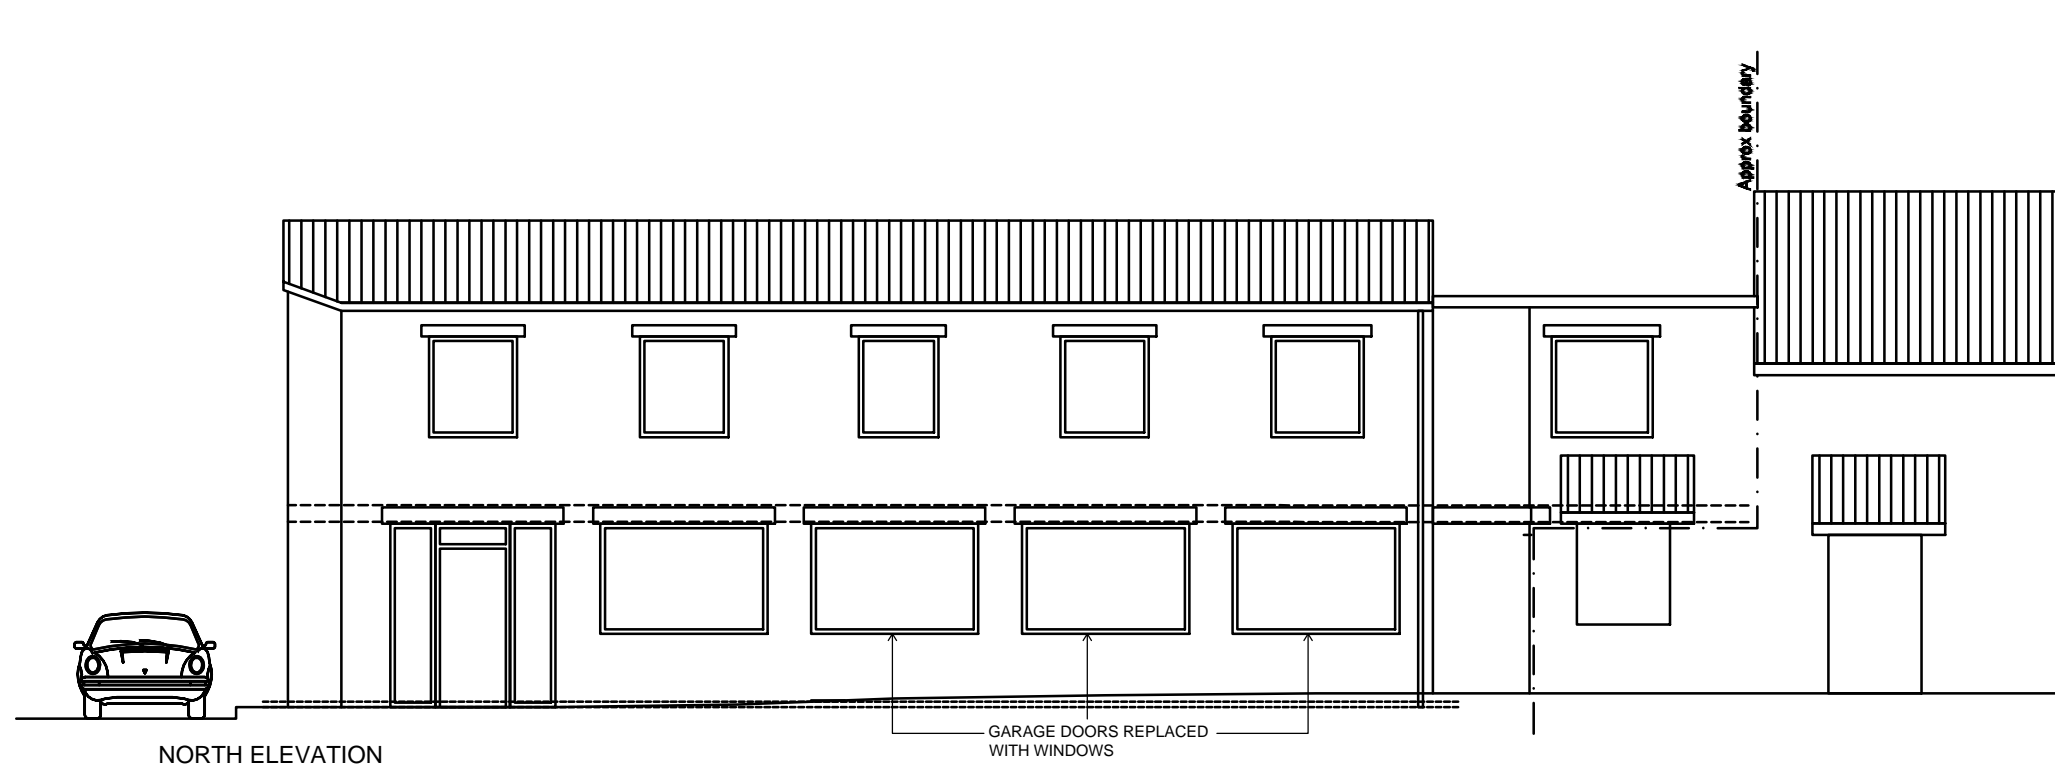 Approx boundary
GARAGE DOORS REPLACED
WITH WINDOWS
NORTH ELEVATION